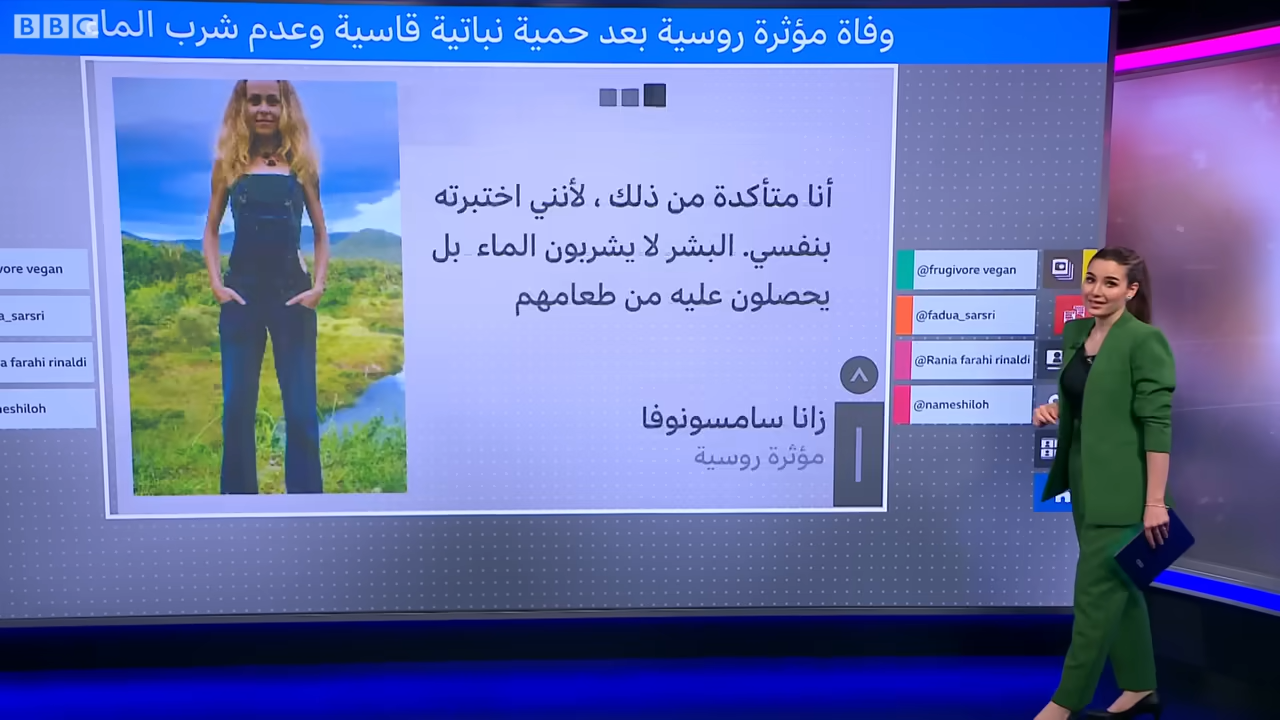 BBC
وفاة مؤثرة روسية بعد حمية نباتية قاسية وعدم شرب الماء
أنا متأكدة من ذلك ، لأنني اختبرته
بنفسي. البشر لا يشربون الماء بل
يحصلون عليه من طعامهم
زانا سامسونوفا
مؤثرة روسية
@frugivore vegan
@fadua_sarsri
@Rania farahi rinaldi
@nameshiloh
vore vegan
a_sarsri
a farahi rinaldi
neshiloh